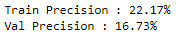 Train Precision : 22.17%
Val Precision : 16.73%